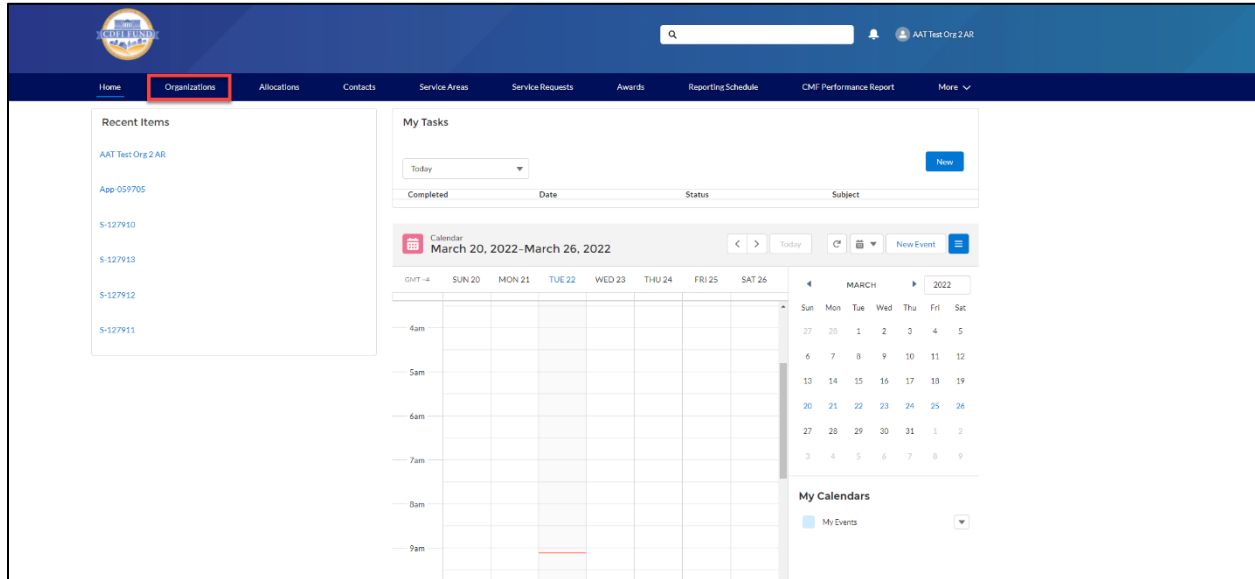 CDFI FUND
AAT Test Org 2 AR
Home Organizations Allocations Contacts Service Areas Service Requests Awards Reporting Schedule CMF Performance Report More
Recent Items
AAT Test Org 2 AR
App-059705
S-127910
S-127913
S-127912
S-127911
My Tasks
Today
New
Completed Date Status Subject
Calendar
March 20, 2022–March 26, 2022
Today
New Event
GMT -4 SUN 20 MON 21 TUE 22 WED 23 THU 24 FRI 25 SAT 26
4am
5am
6am
7am
8am
9am
MARCH 2022
Sun Mon Tue Wed Thu Fri Sat
27 28 1 2 3 4 5
6 7 8 9 10 11 12
13 14 15 16 17 18 19
20 21 22 23 24 25 26
27 28 29 30 31 1 2
3 4 5 6 7 8 9
My Calendars
My Events